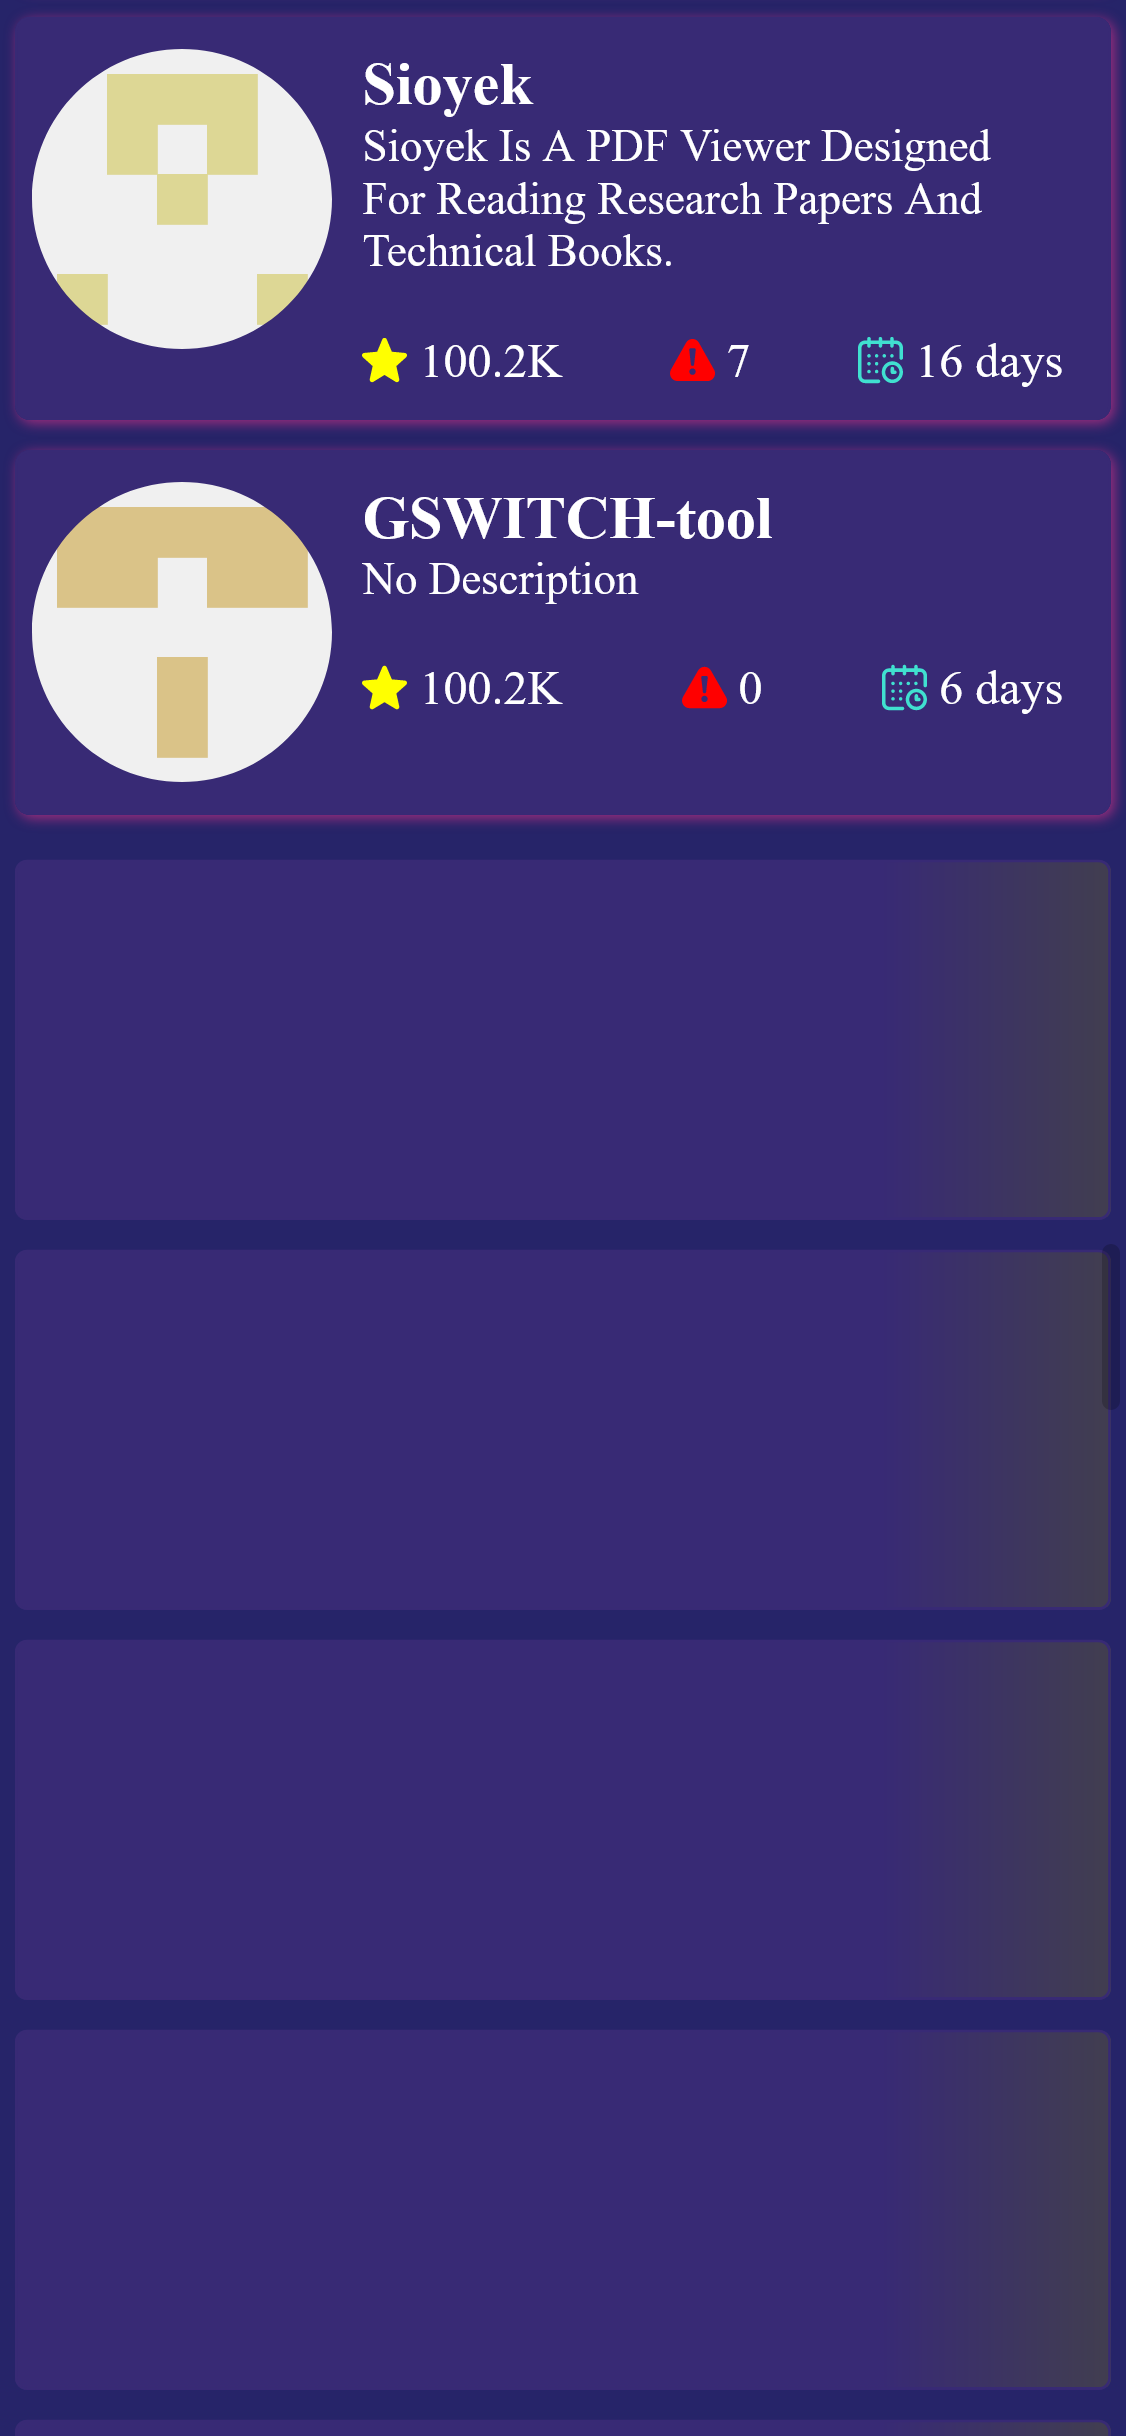 Sioyek
Sioyek Is A PDF Viewer Designed
For Reading Research Papers And
Technical Books.
100.2K 7 16 days
GSWITCH-tool
No Description
100.2K 0 6 days